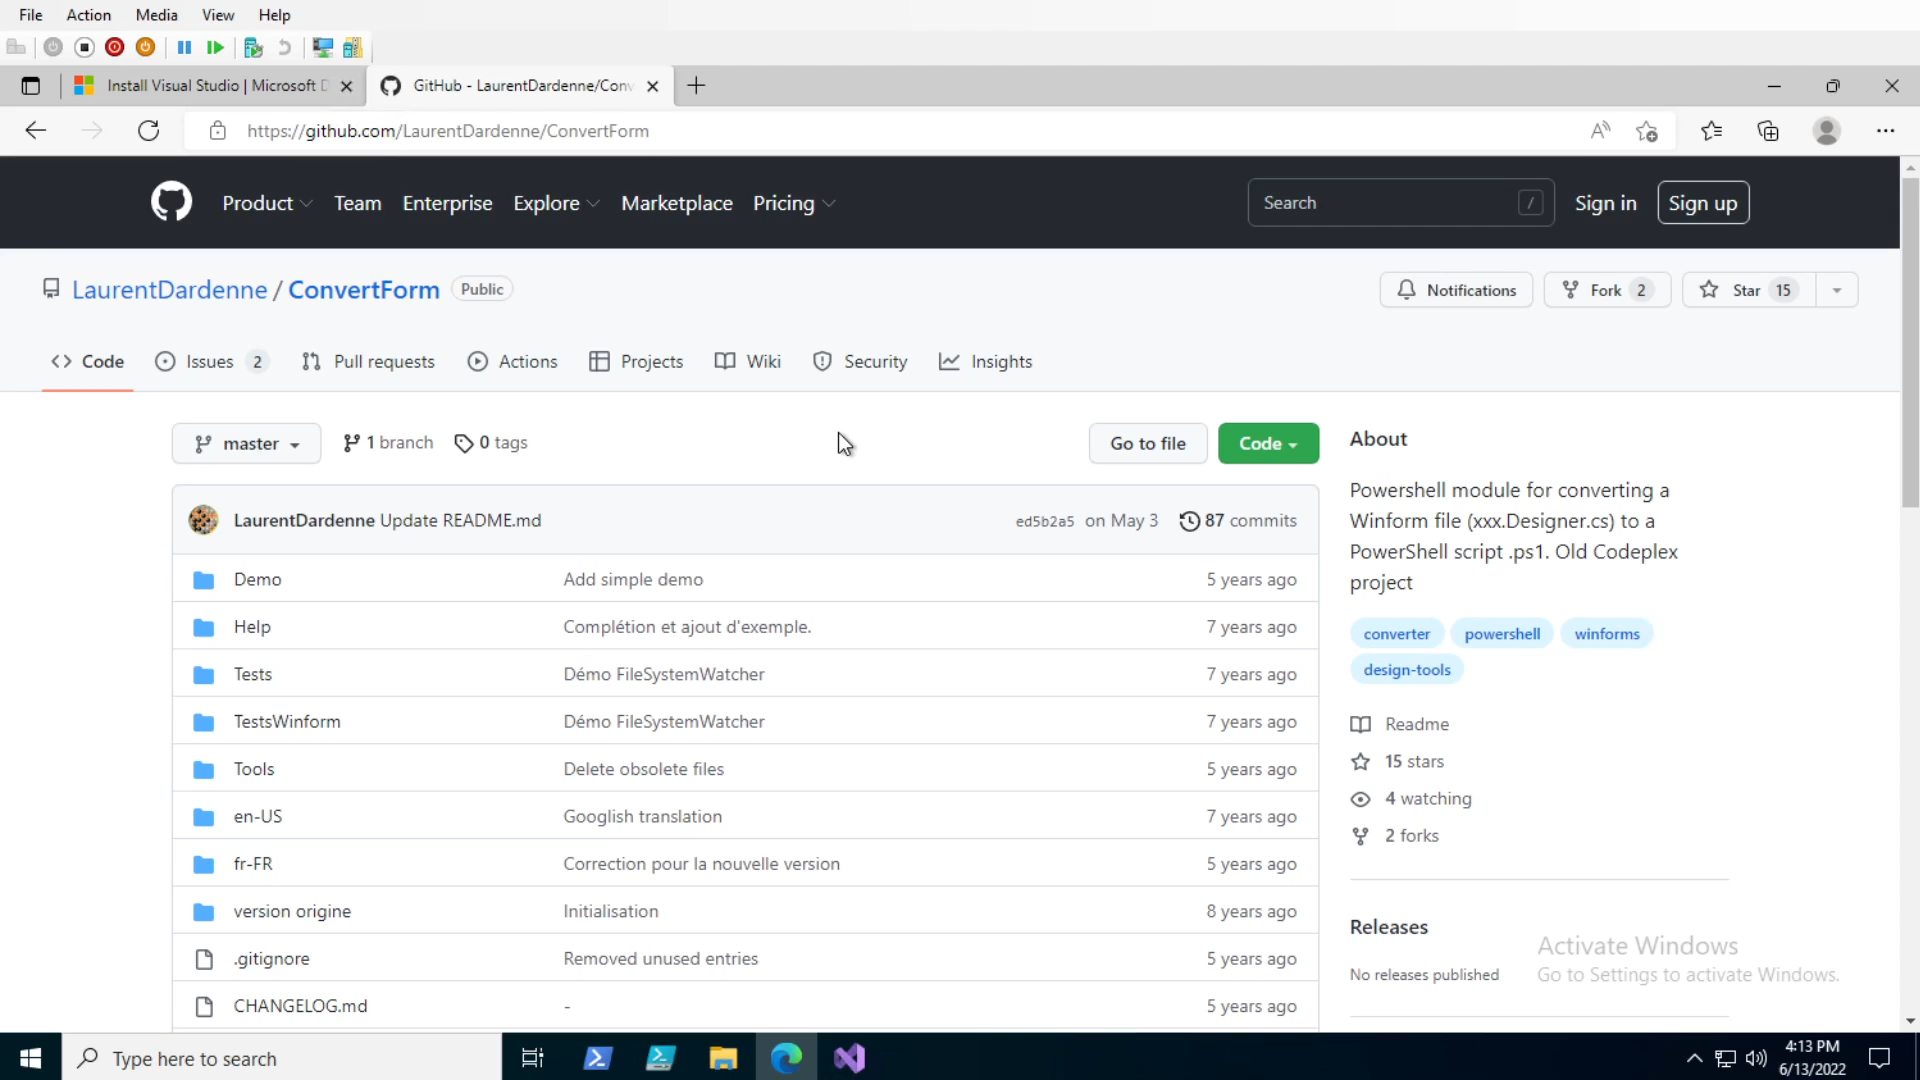 File Action Media View Help
Install Visual Studio | Microsoft D
GitHub - LaurentDardenne/Conv
https://github.com/LaurentDardenne/ConvertForm
Product Team Enterprise Explore Marketplace Pricing Search / Sign in Sign up
LaurentDardenne / ConvertForm Public Notifications Fork 2 Star 15
Code Issues 2 Pull requests Actions Projects Wiki Security Insights
master 1 branch 0 tags Go to file Code
LaurentDardenne Update README.md ed5b2a5 on May 3 87 commits
Demo Add simple demo 5 years ago
Help Complétion et ajout d'exemple. 7 years ago
Tests Démo FileSystemWatcher 7 years ago
TestsWinform Démo FileSystemWatcher 7 years ago
Tools Delete obsolete files 5 years ago
en-US Googlish translation 7 years ago
fr-FR Correction pour la nouvelle version 5 years ago
version origine Initialisation 8 years ago
.gitignore Removed unused entries 5 years ago
CHANGELOG.md - 5 years ago
About
Powershell module for converting a
Winform file (xxx.Designer.cs) to a
PowerShell script .ps1. Old Codeplex
project
converter powershell winforms
design-tools
Readme
15 stars
4 watching
2 forks
Releases
No releases published
Activate Windows
Go to Settings to activate Windows.
Type here to search
4:13 PM
6/13/2022